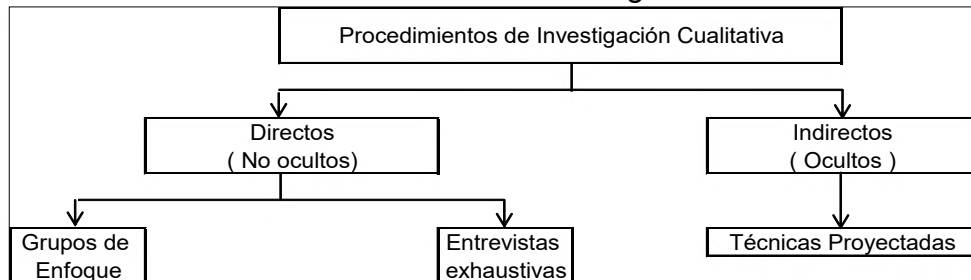 Procedimientos de Investigación Cualitativa
Directos
( No ocultos)
Indirectos
( Ocultos )
Grupos de
Enfoque
Entrevistas
exhaustivas
Técnicas Proyectadas